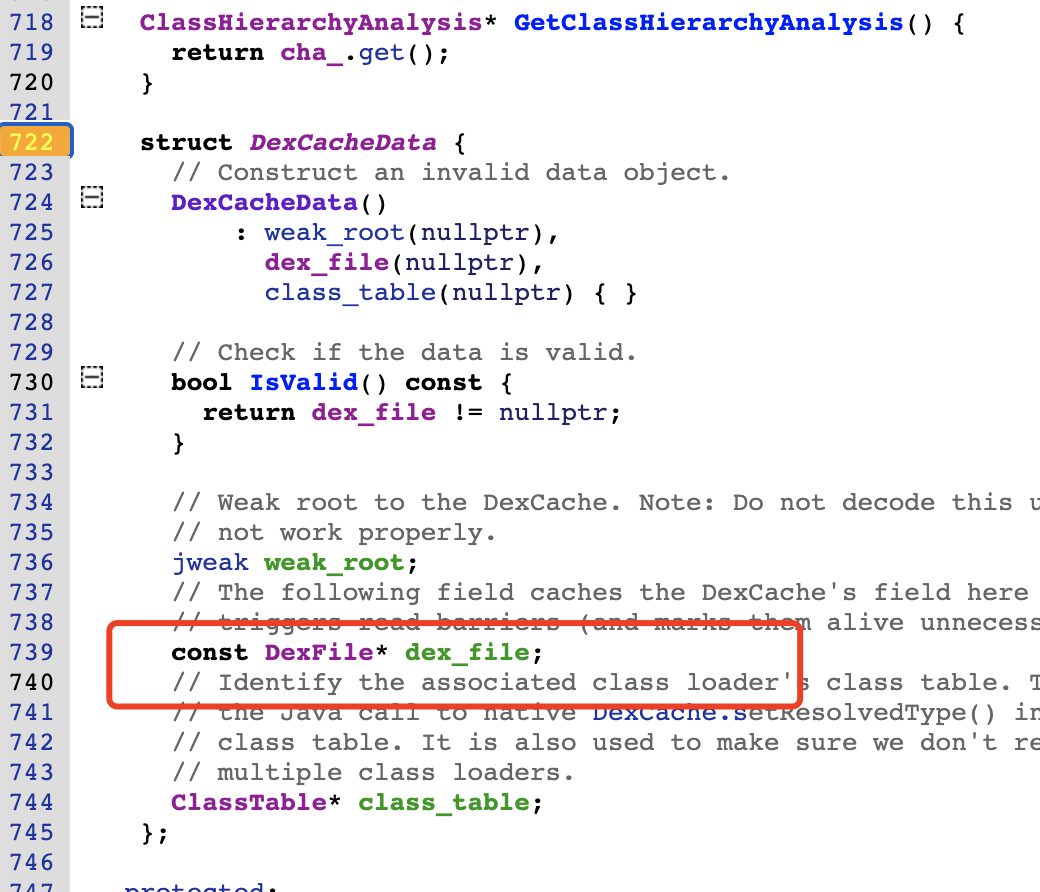 718 ClassHierarchyAnalysis* GetClassHierarchyAnalysis() {
719 return cha_.get();
720 }
721
722 struct DexCacheData {
723 // Construct an invalid data object.
724 DexCacheData()
725 : weak_root(nullptr),
726 dex_file(nullptr),
727 class_table(nullptr) { }
728
729 // Check if the data is valid.
730 bool IsValid() const {
731 return dex_file != nullptr;
732 }
733
734 // Weak root to the DexCache. Note: Do not decode this
735 // not work properly.
736 jweak weak_root;
737 // The following field caches the DexCache's field here
738 // triggers read barriers (and marks them alive
739 const DexFile* dex_file;
740 // Identify the associated class loader's class table.
741 // the Java call to native DexCache.setResolvedType()
742 // class table. It is also used to make sure we don't
743 // multiple class loaders.
744 ClassTable* class_table;
745 };
746
747 protected: